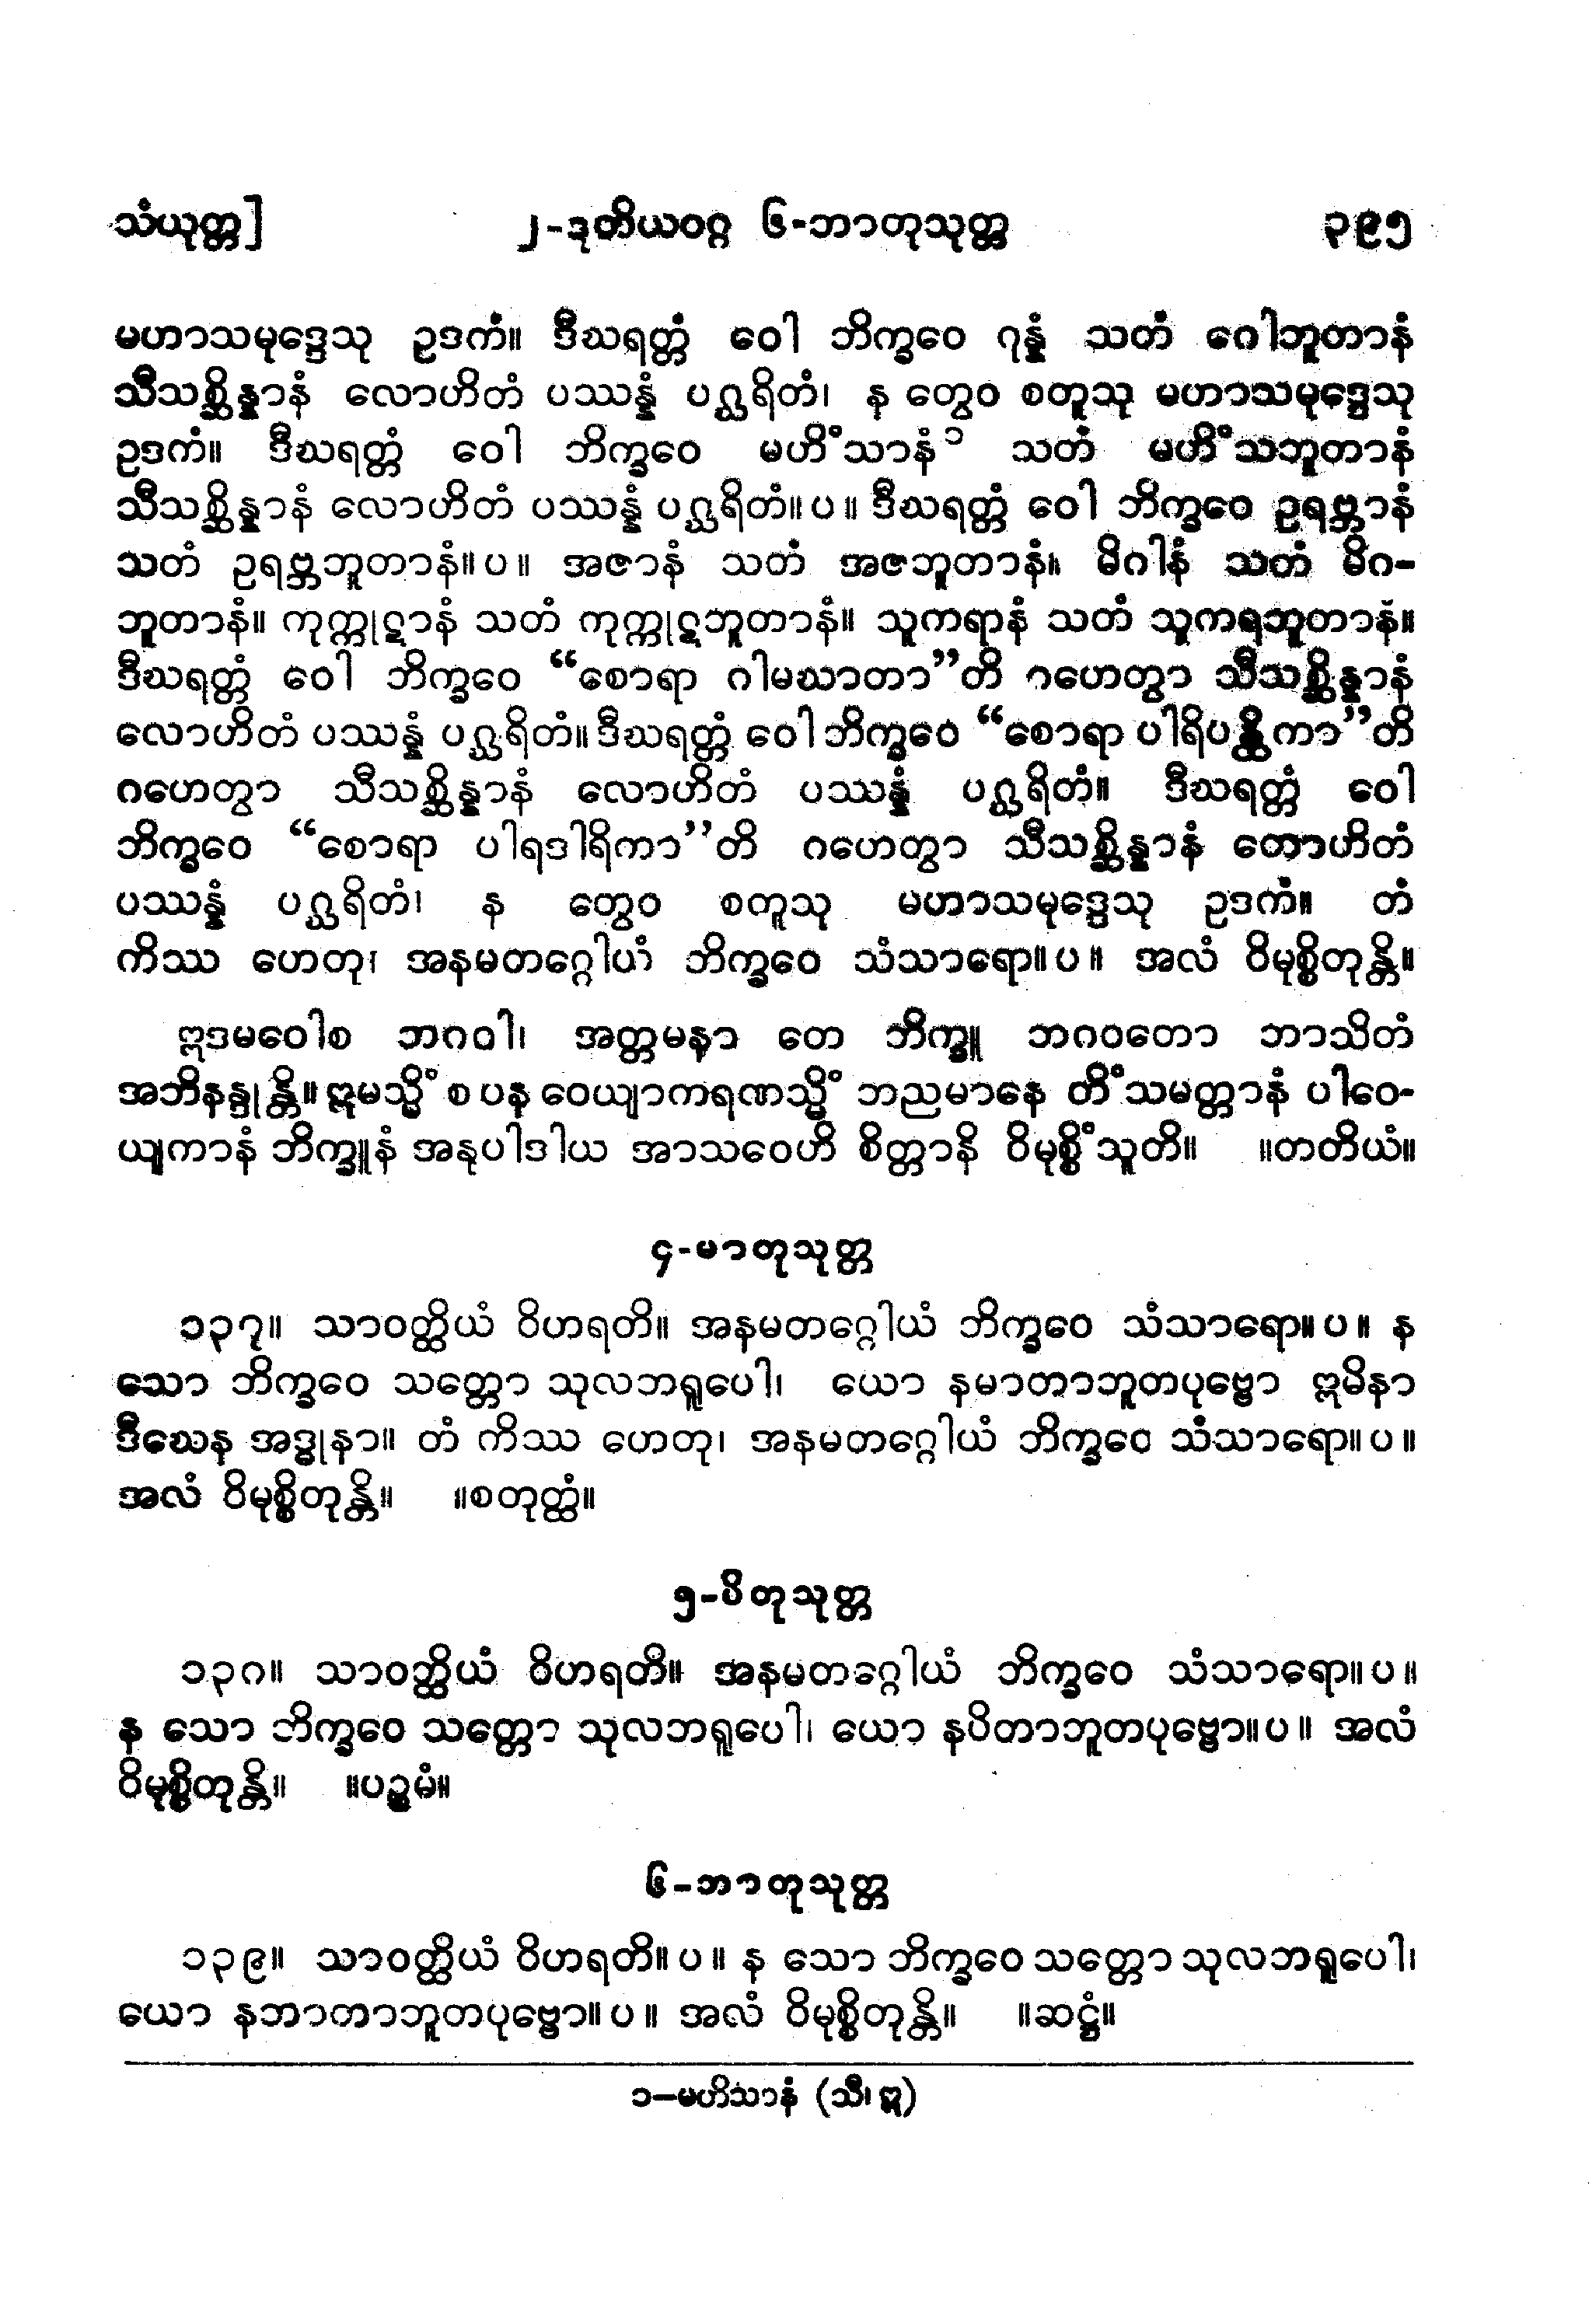 သံယုတ္တ] ၂-ဒုတိယဝဂ္ဂ ၆-ဘာတုသုတ္တ ၃၉၅
မဟာသမုဒ္ဒေသု ဥဒကံ။ ဒီဃရတ္တံ ဝေါ ဘိက္ခဝေ ဂုန္နံ သတံ ဂေါဘူတာနံ
သီသစ္ဆိန္နာနံ လောဟိတံ ပဿန္နံ ပဂ္ဃရိတံ၊ န တွေဝ စတူသု မဟာသမုဒ္ဒေသု
ဥဒကံ။ ဒီဃရတ္တံ ဝေါ ဘိက္ခဝေ မဟိံသာနံ ၁ သတံ မဟိံသဘူတာနံ
သီသစ္ဆိန္နာနံ လောဟိတံ ပဿန္နံ ပဂ္ဃရိတံ။ပ။ ဒီဃရတ္တံ ဝေါ ဘိက္ခဝေ ဥရဗ္ဘာနံ
သတံ ဥရဗ္ဘဘူတာနံ။ပ။ အဇာနံ သတံ အဇဘူတာနံ။ မိဂါနံ သတံ မိဂ-
ဘူတာနံ။ ကုက္ကုဋာနံ သတံ ကုက္ကုဋဘူတာနံ။ သူကရာနံ သတံ သူကရဘူတာနံ။
ဒီဃရတ္တံ ဝေါ ဘိက္ခဝေ “စောရာ ဂါမဃာတာ”တိ ဂဟေတွာ သီသစ္ဆိန္နာနံ
လောဟိတံ ပဿန္နံ ပဂ္ဃရိတံ။ ဒီဃရတ္တံ ဝေါ ဘိက္ခဝေ “စောရာ ပါရိပန္ထိကာ”တိ
ဂဟေတွာ သီသစ္ဆိန္နာနံ လောဟိတံ ပဿန္နံ ပဂ္ဃရိတံ။ ဒီဃရတ္တံ ဝေါ
ဘိက္ခဝေ “စောရာ ပါရဒါရိကာ”တိ ဂဟေတွာ သီသစ္ဆိန္နာနံ လောဟိတံ
ပဿန္နံ ပဂ္ဃရိတံ၊ န တွေဝ စတူသု မဟာသမုဒ္ဒေသု ဥဒကံ။ တံ
ကိဿ ဟေတု၊ အနမတဂ္ဂေါယံ ဘိက္ခဝေ သံသာရော။ပ။ အလံ ဝိမုစ္စိတုန္တိ။
ဣဒမဝေါစ ဘဂဝါ၊ အတ္တမနာ တေ ဘိက္ခူ ဘဂဝတော ဘာသိတံ
အဘိနန္ဒုန္တိ။ ဣမသ္မိံ စ ပန ဝေယျာကရဏသ္မိံ ဘညမာနေ တိံသမတ္တာနံ ပါဝေ-
ယျကာနံ ဘိက္ခူနံ အနုပါဒါယ အာသဝေဟိ စိတ္တာနိ ဝိမုစ္စိံသူတိ။ ။တတိယံ။
၄-မာတုသုတ္တ
၁၃၇။ သာဝတ္ထိယံ ဝိဟရတိ။ အနမတဂ္ဂေါယံ ဘိက္ခဝေ သံသာရော။ပ။ န
သော ဘိက္ခဝေ သတ္တော သုလဘရူပေါ၊ ယော နမာတာဘူတပုဗ္ဗော ဣမိနာ
ဒီဃေန အဒ္ဓုနာ။ တံ ကိဿ ဟေတု၊ အနမတဂ္ဂေါယံ ဘိက္ခဝေ သံသာရော။ပ။
အလံ ဝိမုစ္စိတုန္တိ။ ။စတုတ္ထံ။
၅-ပိတုသုတ္တ
၁၃၈။ သာဝတ္ထိယံ ဝိဟရတိ။ အနမတဂ္ဂေါယံ ဘိက္ခဝေ သံသာရော။ပ။
န သော ဘိက္ခဝေ သတ္တော သုလဘရူပေါ၊ ယော နပိတာဘူတပုဗ္ဗော။ပ။ အလံ
ဝိမုစ္စိတုန္တိ။ ။ပဉ္စမံ။
၆-ဘာတုသုတ္တ
၁၃၉။ သာဝတ္ထိယံ ဝိဟရတိ။ပ။ န သော ဘိက္ခဝေ သတ္တော သုလဘရူပေါ၊
ယော နဘာတာဘူတပုဗ္ဗော။ပ။ အလံ ဝိမုစ္စိတုန္တိ။ ။ဆဋ္ဌံ။
၁-မဟိသာနံ (သီ၊ ဣ)